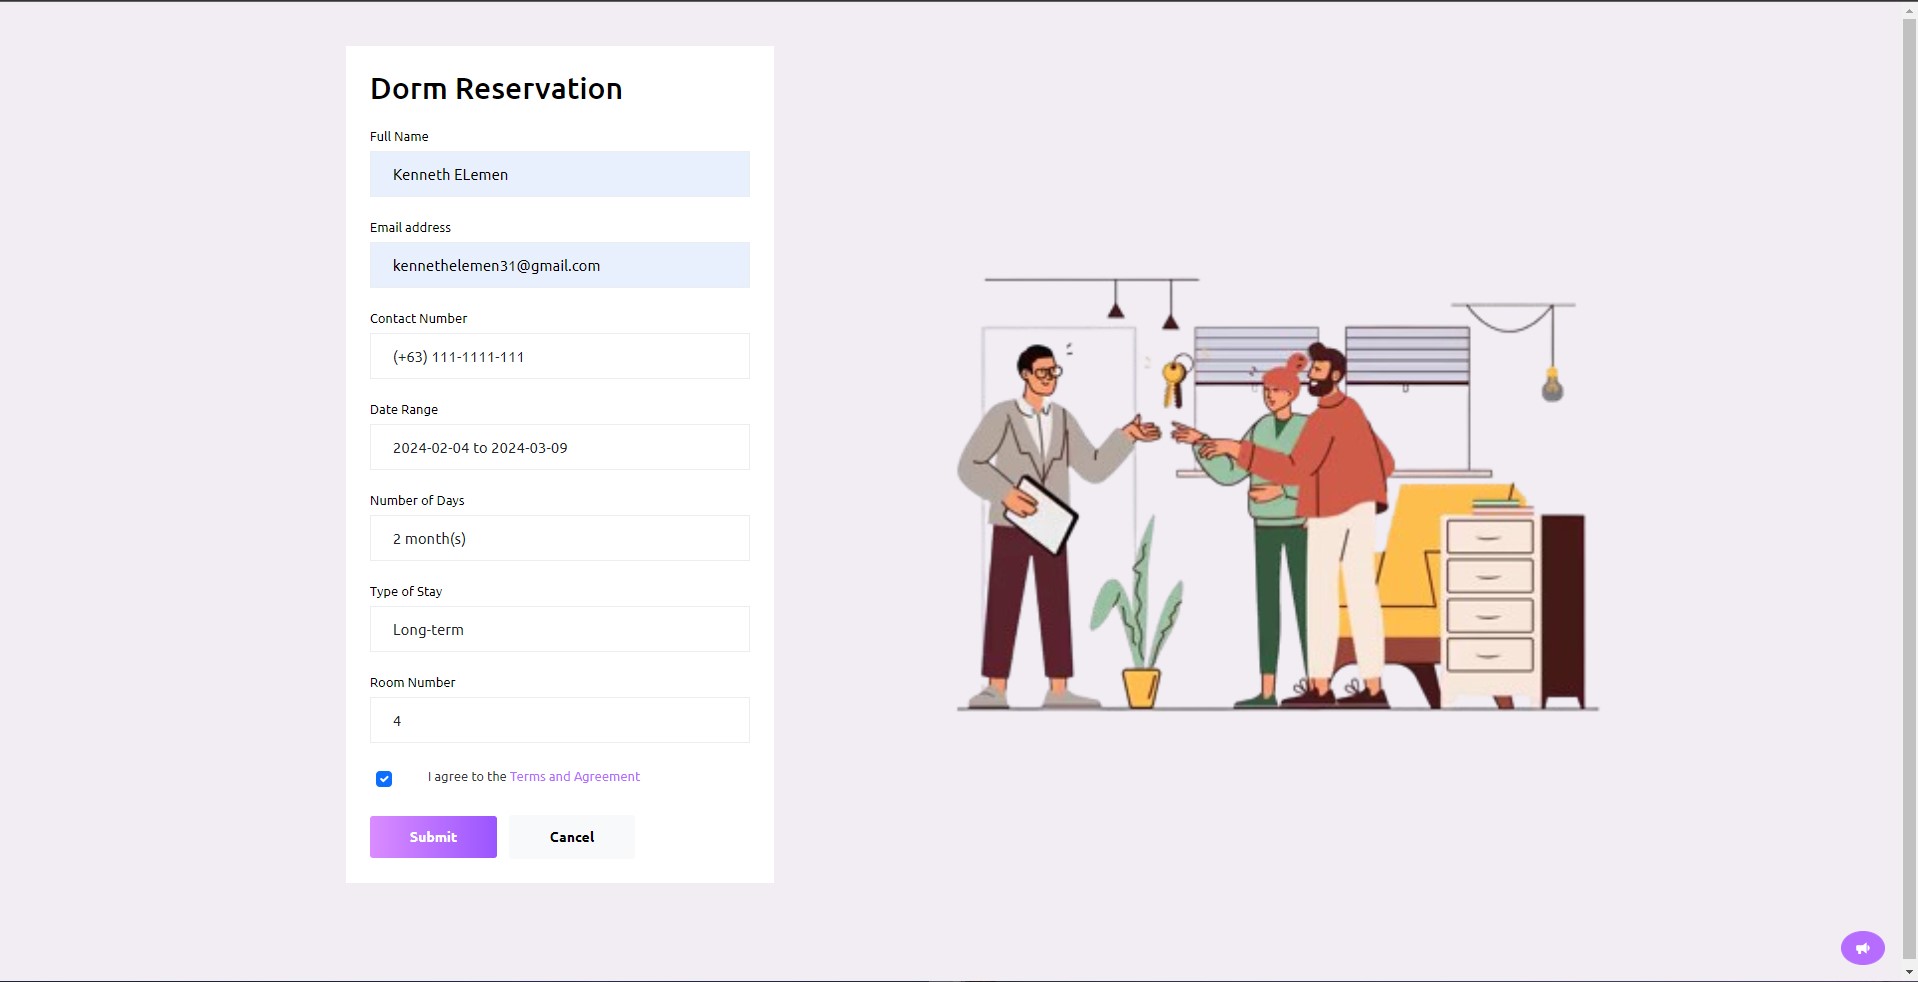 Dorm Reservation
Full Name
Kenneth ELemen
Email address
kennethelemen31@gmail.com
Contact Number
(+63) 111-1111-111
Date Range
2024-02-04 to 2024-03-09
Number of Days
2 month(s)
Type of Stay
Long-term
Room Number
4
I agree to the Terms and Agreement
Submit Cancel